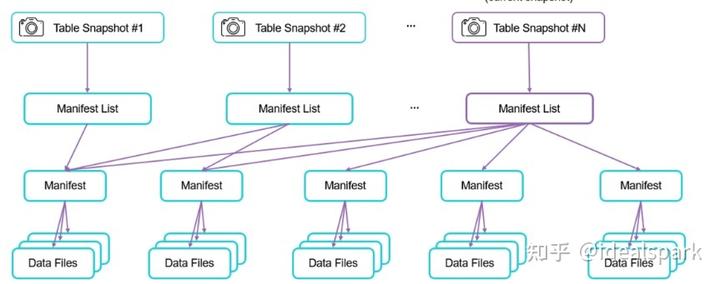 (current snapshot)
Table Snapshot #1
Table Snapshot #2
...
Table Snapshot #N
Manifest List
Manifest List
...
Manifest List
Manifest
Manifest
Manifest
Manifest
Manifest
Data Files
Data Files
Data Files
Data Files
Data Files
知乎 @idealspark